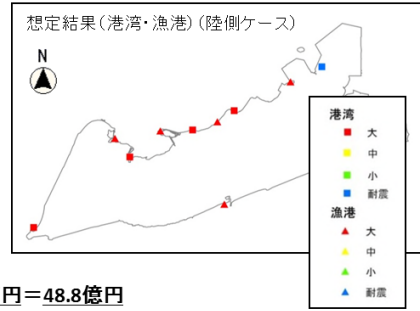 想定結果(港湾・漁港)(陸側ケース)
N
港湾
大
中
小
耐震
漁港
大
中
小
耐震
円＝48.8億円